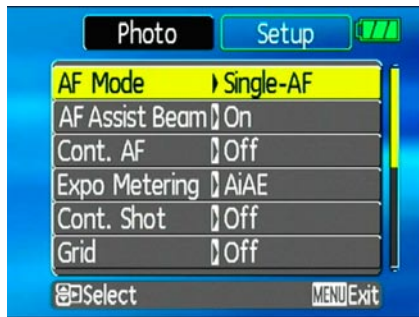 Photo Setup
AF Mode Single-AF
AF Assist Beam On
Cont. AF Off
Expo Metering AiAE
Cont. Shot Off
Grid Off
Select MENU Exit